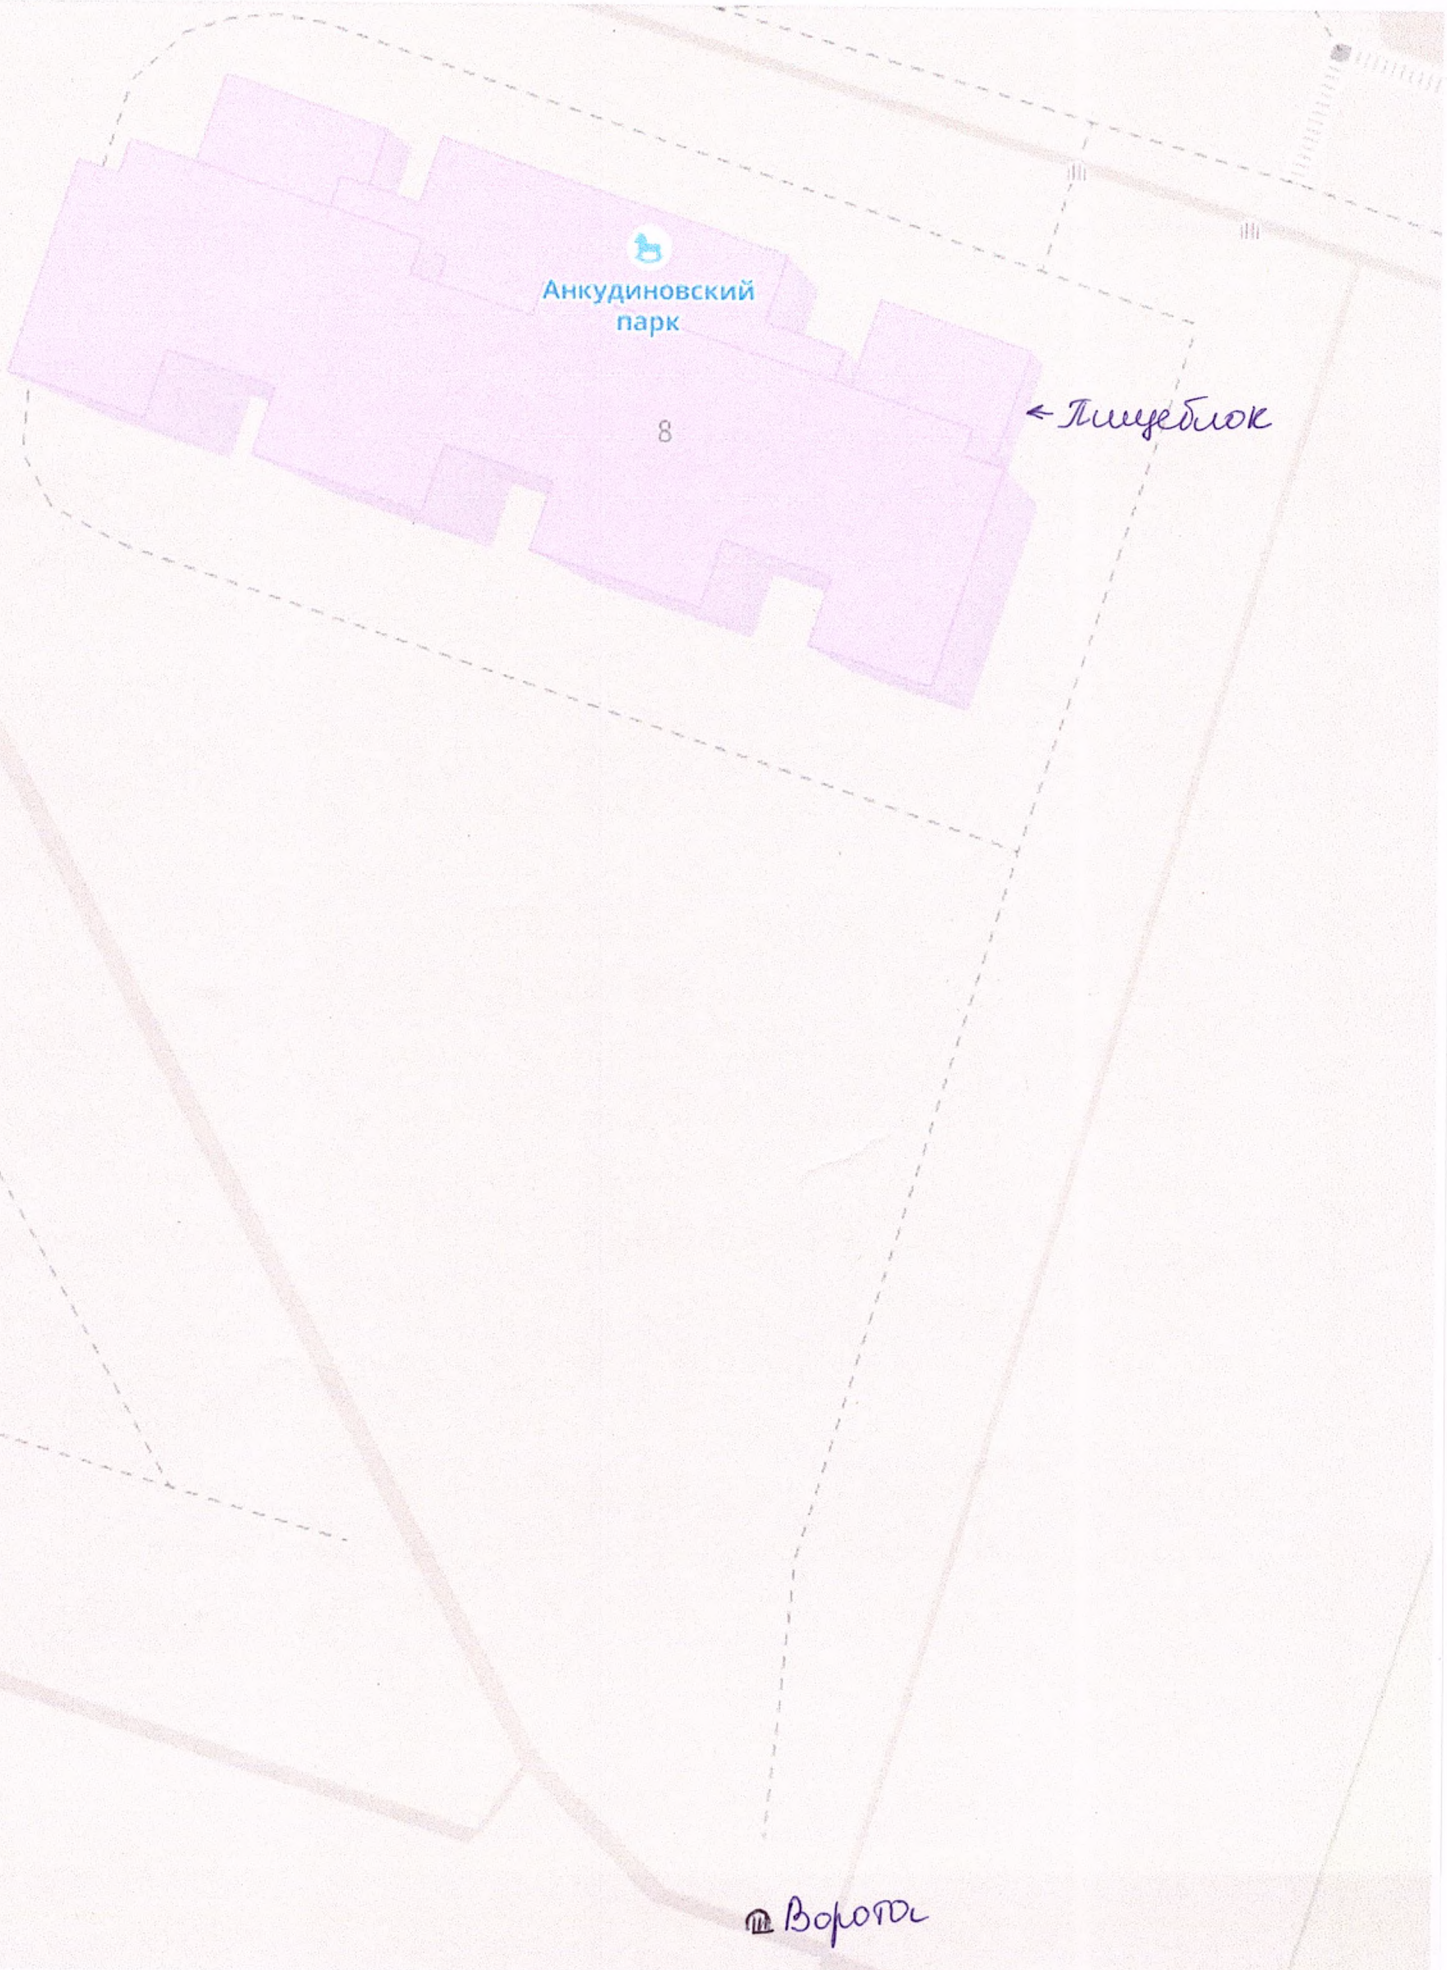 Анкудиновский
парк
8
← Пищеблок
Ворота